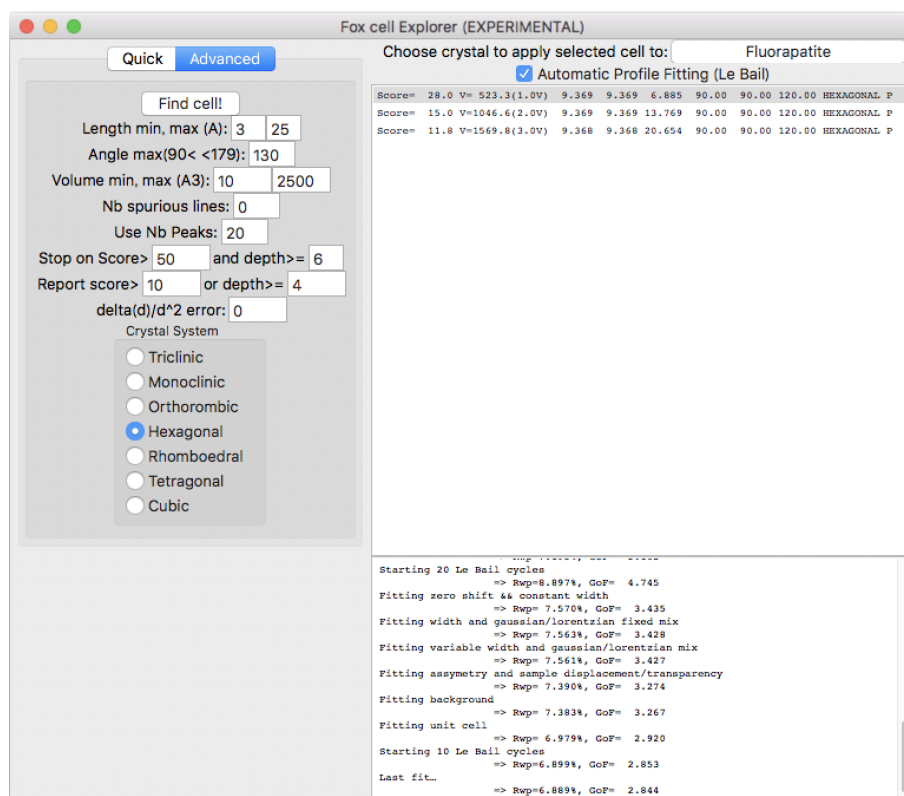 Fox cell Explorer (EXPERIMENTAL)
Quick Advanced
Find cell!
Length min, max (A): 3 25
Angle max(90< <179): 130
Volume min, max (A3): 10 2500
Nb spurious lines: 0
Use Nb Peaks: 20
Stop on Score> 50 and depth>= 6
Report score> 10 or depth>= 4
delta(d)/d^2 error: 0
Crystal System
Triclinic
Monoclinic
Orthorombic
Hexagonal
Rhomboedral
Tetragonal
Cubic
Choose crystal to apply selected cell to: Fluorapatite
Automatic Profile Fitting (Le Bail)
Score= 28.0 V= 523.3(1.0V) 9.369 9.369 6.885 90.00 90.00 120.00 HEXAGONAL P
Score= 15.0 V=1046.6(2.0V) 9.369 9.369 13.769 90.00 90.00 120.00 HEXAGONAL P
Score= 11.8 V=1569.8(3.0V) 9.368 9.368 20.654 90.00 90.00 120.00 HEXAGONAL P
Starting 20 Le Bail cycles
=> Rwp=8.897%, GoF= 4.745
Fitting zero shift && constant width
=> Rwp= 7.570%, GoF= 3.435
Fitting width and gaussian/lorentzian fixed mix
=> Rwp= 7.563%, GoF= 3.428
Fitting variable width and gaussian/lorentzian mix
=> Rwp= 7.561%, GoF= 3.427
Fitting assymetry and sample displacement/transparency
=> Rwp= 7.390%, GoF= 3.274
Fitting background
=> Rwp= 7.383%, GoF= 3.267
Fitting unit cell
=> Rwp= 6.979%, GoF= 2.920
Starting 10 Le Bail cycles
=> Rwp=6.899%, GoF= 2.853
Last fit…
=> Rwp=6.889%, GoF= 2.844